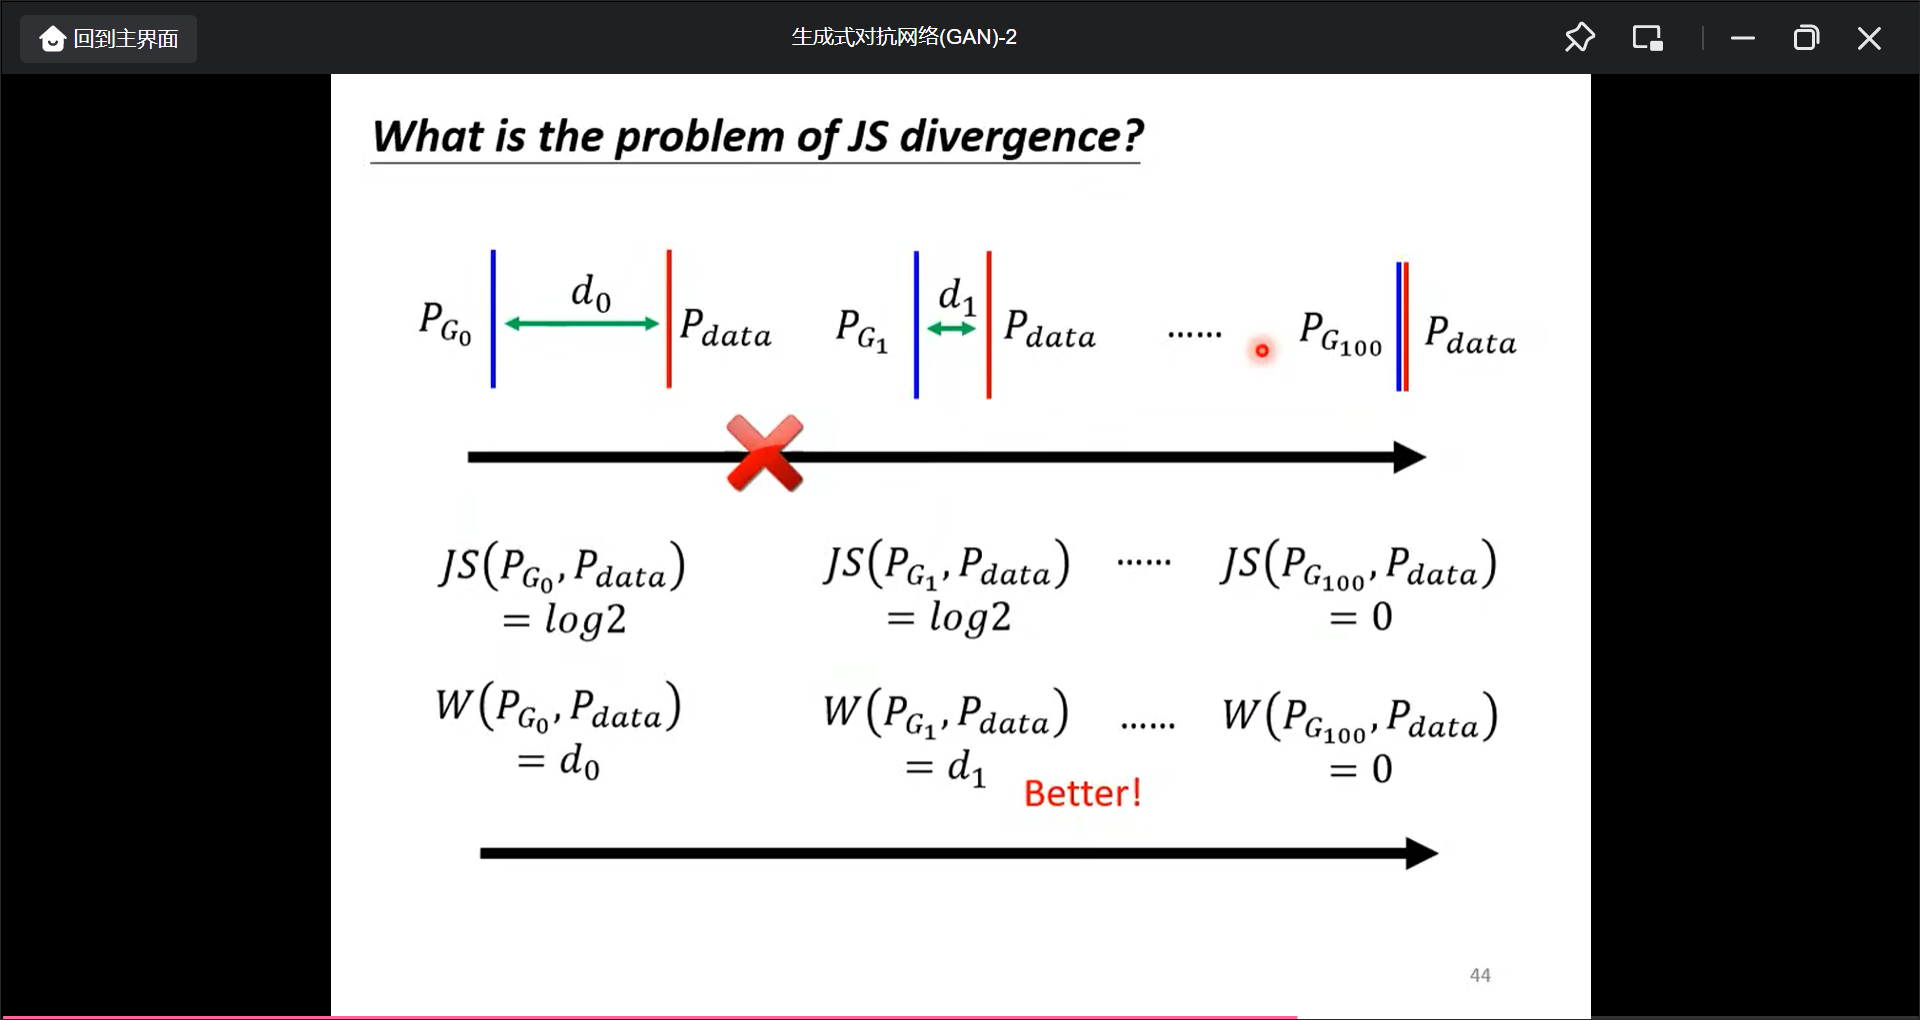 回到主界面
生成式对抗网络(GAN)-2
What is the problem of JS divergence?
P_{G_0} d_0 P_{data} P_{G_1} d_1 P_{data} ...... P_{G_{100}} P_{data}
JS(P_{G_0}, P_{data}) JS(P_{G_1}, P_{data}) ...... JS(P_{G_{100}}, P_{data})
= log2 = log2 = 0
W(P_{G_0}, P_{data}) W(P_{G_1}, P_{data}) ...... W(P_{G_{100}}, P_{data})
= d_0 = d_1 = 0
Better!
44